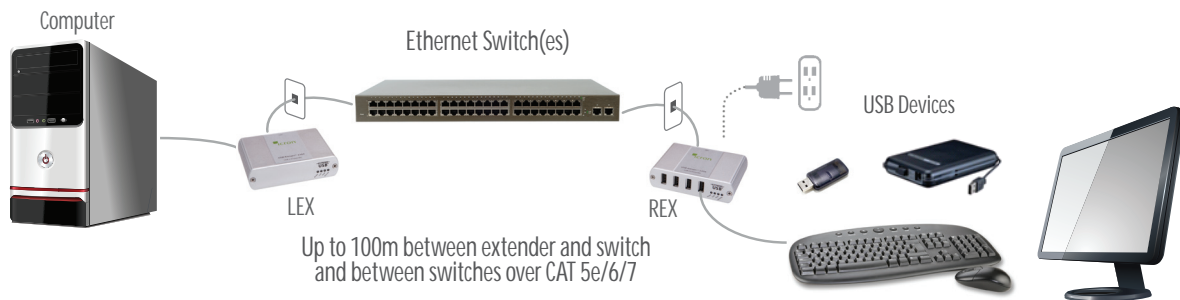 Computer
Ethernet Switch(es)
USB Devices
LEX
REX
Up to 100m between extender and switch
and between switches over CAT 5e/6/7